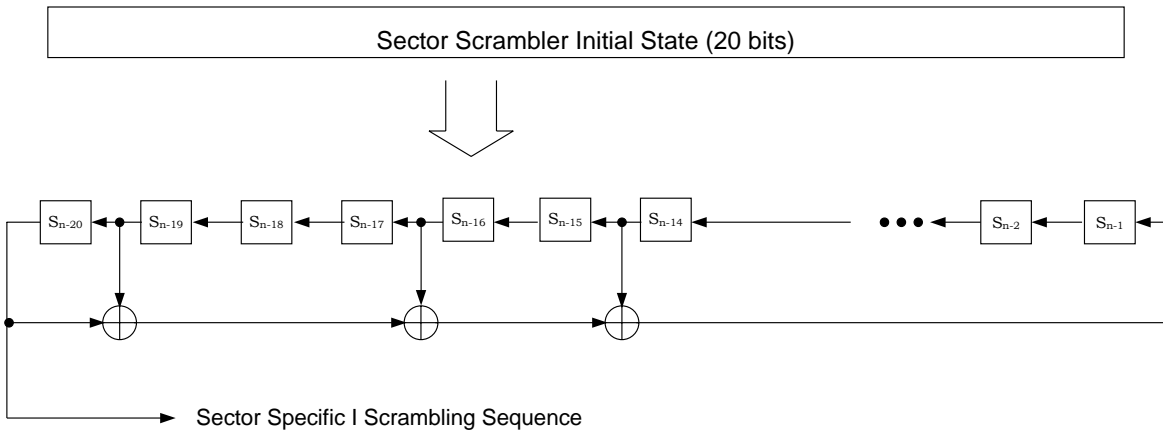 Sector Scrambler Initial State (20 bits)
Sn-20 Sn-19 Sn-18 Sn-17 Sn-16 Sn-15 Sn-14 Sn-2 Sn-1
Sector Specific I Scrambling Sequence